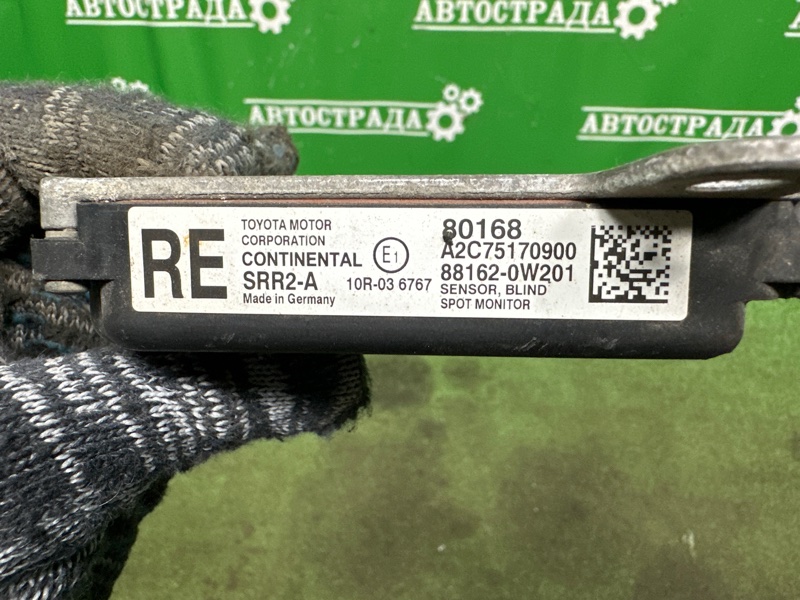 АВТОСТРАДА
АВТОСТРАДА
АВТОСТРАДА
АВТОСТРАДА
RE
TOYOTA MOTOR
CORPORATION
CONTINENTAL
SRR2-A
Made in Germany
E1
10R-03 6767
80168
A2C75170900
88162-0W201
SENSOR, BLIND
SPOT MONITOR